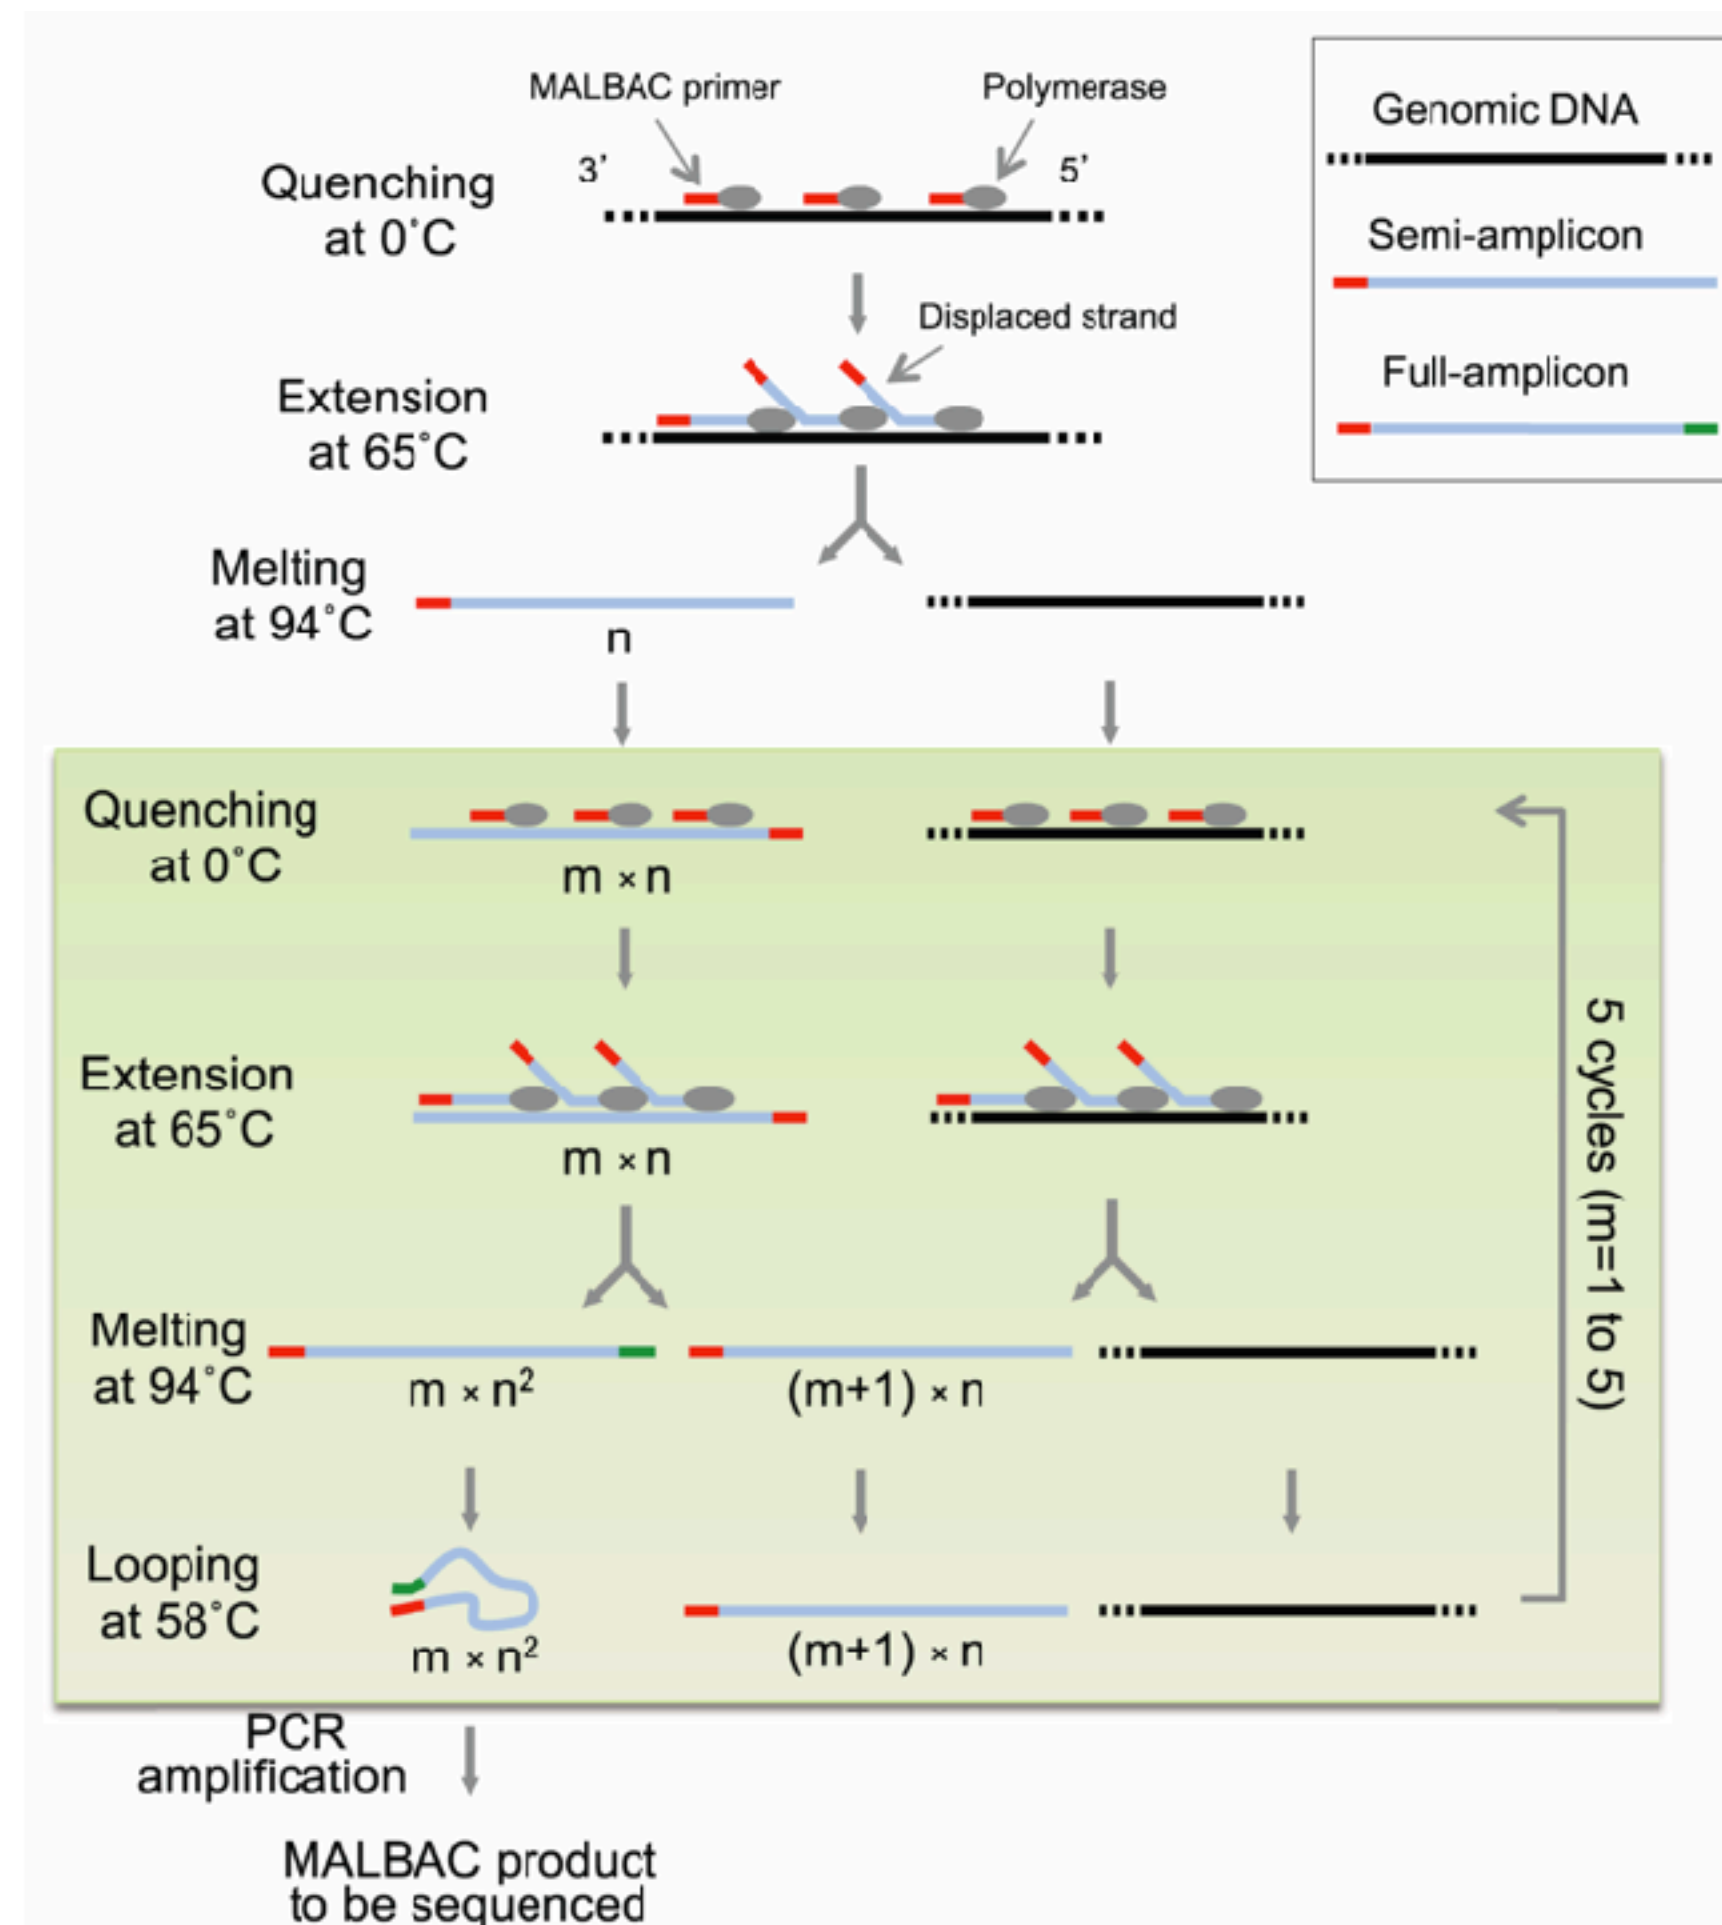 MALBAC primer
Polymerase
Genomic DNA
3’
5’
Quenching
at 0˚C
Semi-amplicon
Displaced strand
Full-amplicon
Extension
at 65˚C
Melting
at 94˚C
n
Quenching
at 0˚C
m × n
Extension
at 65˚C
m × n
5 cycles (m=1 to 5)
Melting
at 94˚C
m × n²
(m+1) × n
Looping
at 58˚C
m × n²
(m+1) × n
PCR
amplification
MALBAC product
to be sequenced